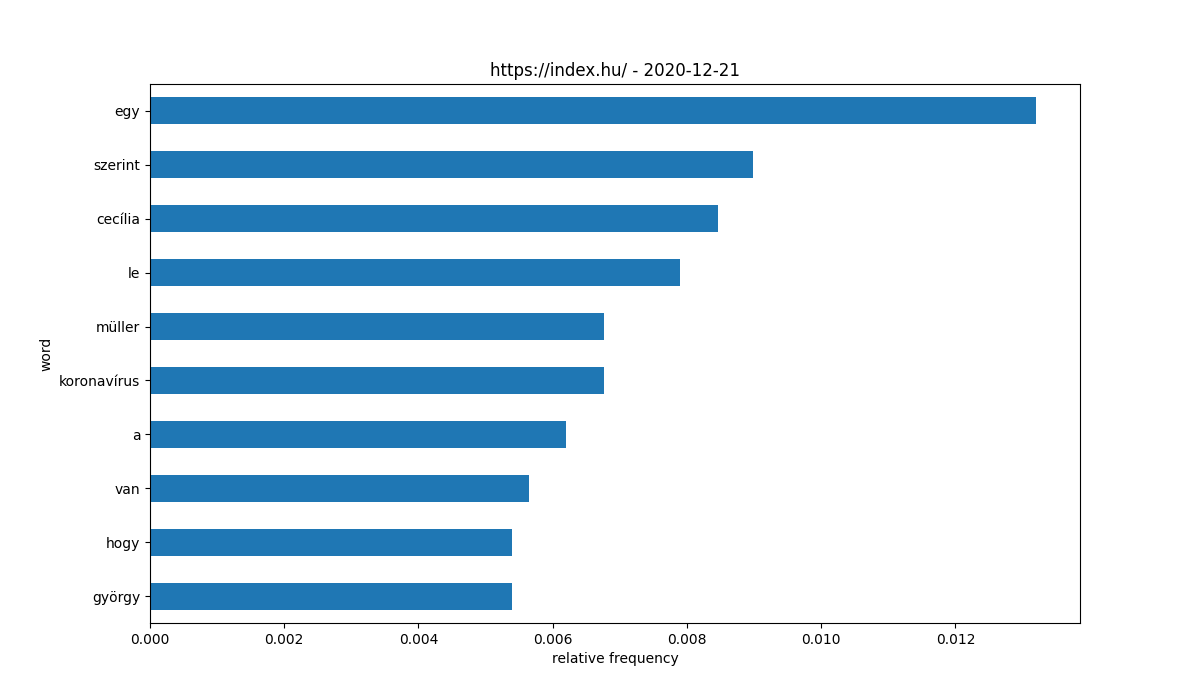 https://index.hu/ - 2020-12-21
egy
szerint
cecília
le
müller
koronavírus
a
van
hogy
györgy
word
0.000 0.002 0.004 0.006 0.008 0.010 0.012
relative frequency